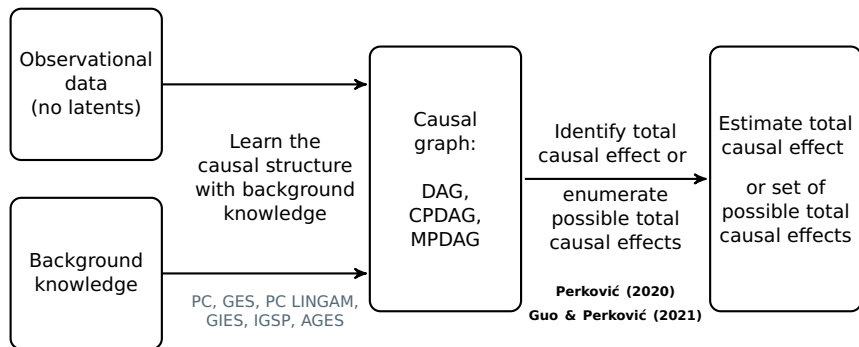 Observational
data
(no latents)
Background
knowledge
Learn the
causal structure
with background
knowledge
PC, GES, PC LINGAM,
GIES, IGSP, AGES
Causal
graph:
DAG,
CPDAG,
MPDAG
Identify total
causal effect or
enumerate
possible total
causal effects
Perković (2020)
Guo & Perković (2021)
Estimate total
causal effect
or set of
possible total
causal effects